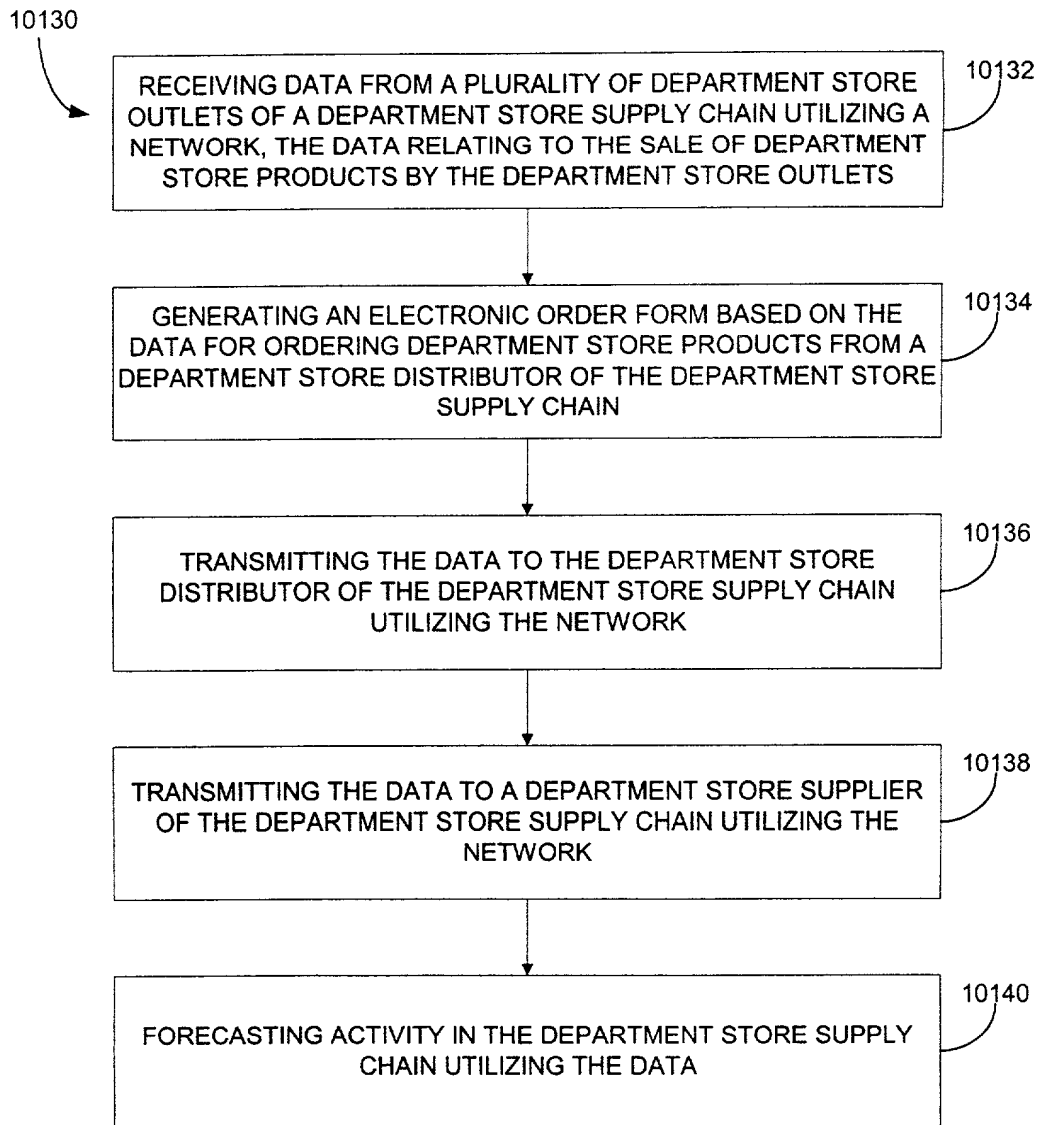 10130
10132
RECEIVING DATA FROM A PLURALITY OF DEPARTMENT STORE
OUTLETS OF A DEPARTMENT STORE SUPPLY CHAIN UTILIZING A
NETWORK, THE DATA RELATING TO THE SALE OF DEPARTMENT
STORE PRODUCTS BY THE DEPARTMENT STORE OUTLETS
10134
GENERATING AN ELECTRONIC ORDER FORM BASED ON THE
DATA FOR ORDERING DEPARTMENT STORE PRODUCTS FROM A
DEPARTMENT STORE DISTRIBUTOR OF THE DEPARTMENT STORE
SUPPLY CHAIN
10136
TRANSMITTING THE DATA TO THE DEPARTMENT STORE
DISTRIBUTOR OF THE DEPARTMENT STORE SUPPLY CHAIN
UTILIZING THE NETWORK
10138
TRANSMITTING THE DATA TO A DEPARTMENT STORE SUPPLIER
OF THE DEPARTMENT STORE SUPPLY CHAIN UTILIZING THE
NETWORK
10140
FORECASTING ACTIVITY IN THE DEPARTMENT STORE SUPPLY
CHAIN UTILIZING THE DATA